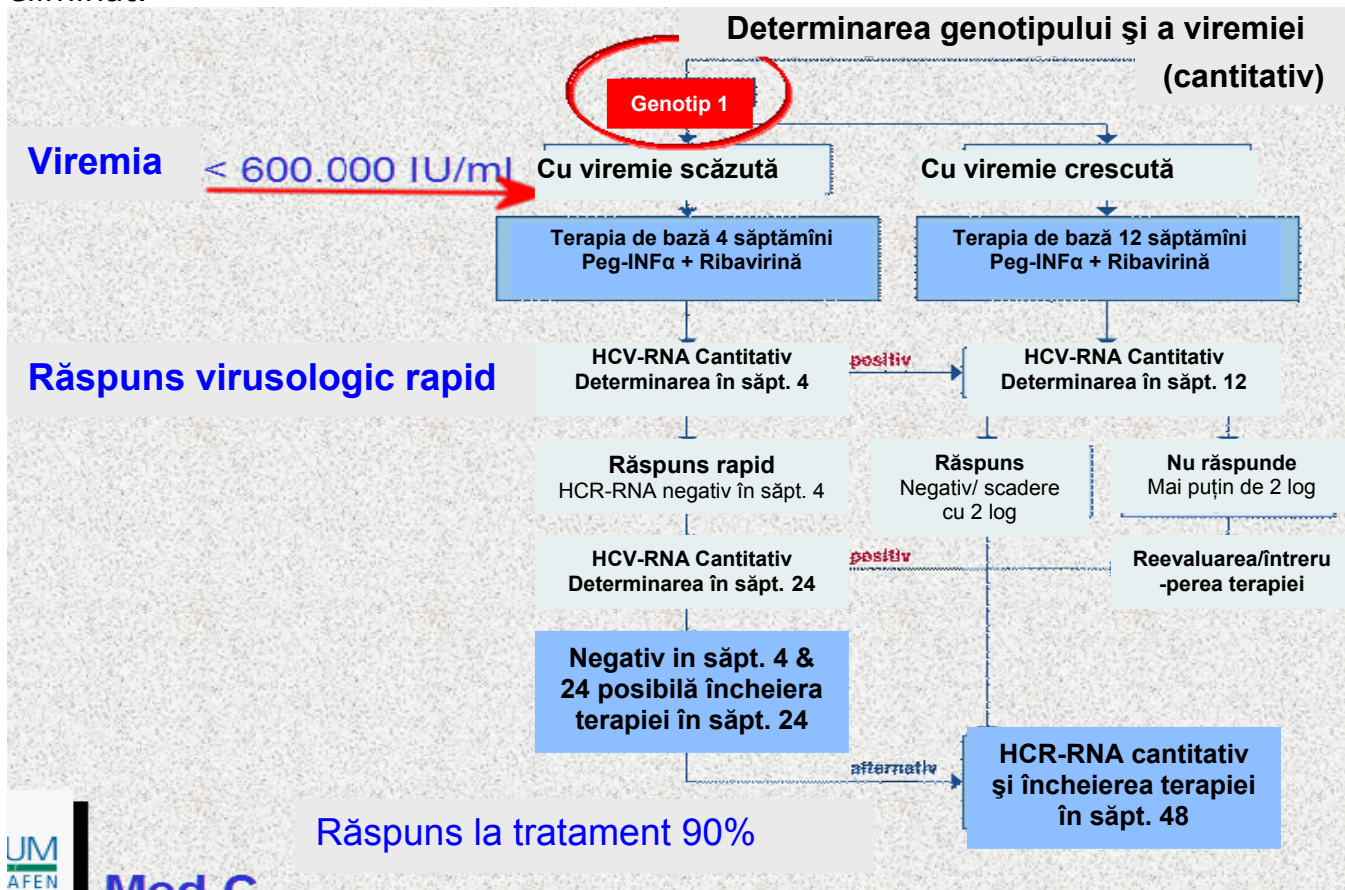 Determinarea genotipului şi a viremiei
(cantitativ)
Genotip 1
Viremia
< 600.000 IU/ml
Cu viremie scăzută
Cu viremie crescută
Terapia de bază 4 săptămîni
Peg-INFα + Ribavirină
Terapia de bază 12 săptămîni
Peg-INFα + Ribavirină
Răspuns virusologic rapid
HCV-RNA Cantitativ
Determinarea în săpt. 4
positiv
HCV-RNA Cantitativ
Determinarea în săpt. 12
Răspuns rapid
HCR-RNA negativ în săpt. 4
Răspuns
Negativ/ scadere
cu 2 log
Nu răspunde
Mai puțin de 2 log
HCV-RNA Cantitativ
Determinarea în săpt. 24
positiv
Reevaluarea/întreru
-perea terapiei
Negativ in săpt. 4 &
24 posibilă încheiera
terapiei în săpt. 24
alternativ
HCR-RNA cantitativ
şi încheierea terapiei
în săpt. 48
Răspuns la tratament 90%
UM
AFEN